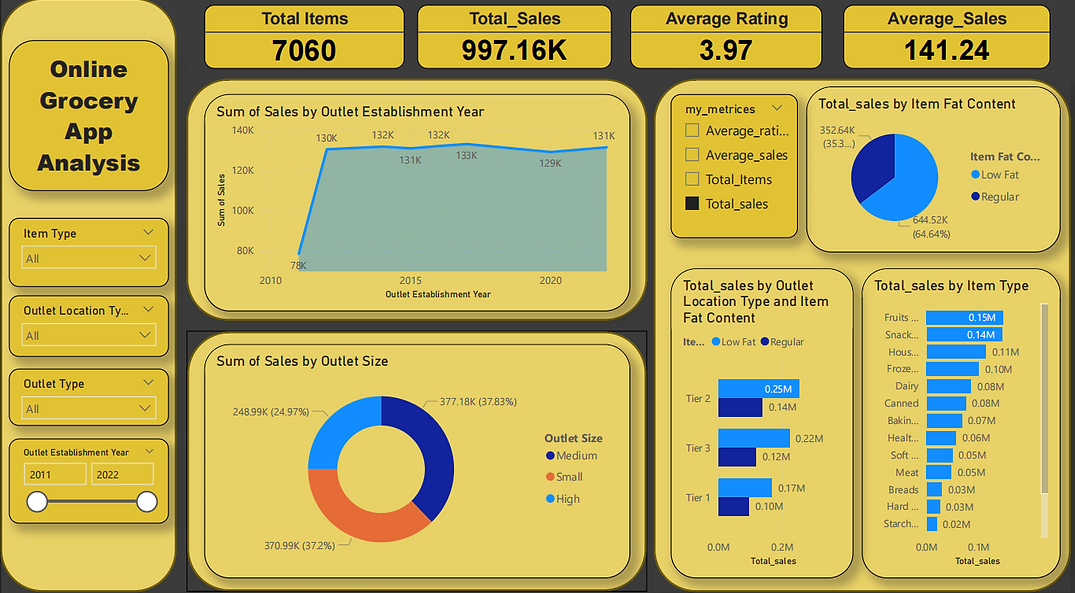 Online
Grocery
App
Analysis
Item Type
All
Outlet Location Ty...
All
Outlet Type
All
Outlet Establishment Year
2011 2022
Total Items
7060
Total_Sales
997.16K
Average Rating
3.97
Average_Sales
141.24
Sum of Sales by Outlet Establishment Year
Sum of Sales
140K
120K
100K
80K
78K
130K
132K
131K
132K
133K
129K
131K
2010 2015 2020
Outlet Establishment Year
Sum of Sales by Outlet Size
248.99K (24.97%)
377.18K (37.83%)
370.99K (37.2%)
Outlet Size
Medium
Small
High
my_metrices
Average_rati...
Average_sales
Total_Items
Total_sales
Total_sales by Item Fat Content
352.64K
(35.3...)
644.52K
(64.64%)
Item Fat Co...
Low Fat
Regular
Total_sales by Outlet
Location Type and Item
Fat Content
Ite... Low Fat Regular
Tier 2
0.25M
0.14M
Tier 3
0.22M
0.12M
Tier 1
0.17M
0.10M
0.0M 0.2M
Total_sales
Total_sales by Item Type
Fruits ... 0.15M
Snack... 0.14M
Hous... 0.11M
Froze... 0.10M
Dairy 0.08M
Canned 0.08M
Bakin... 0.07M
Healt... 0.06M
Soft ... 0.05M
Meat 0.05M
Breads 0.03M
Hard ... 0.03M
Starch... 0.02M
0.0M 0.1M
Total_sales